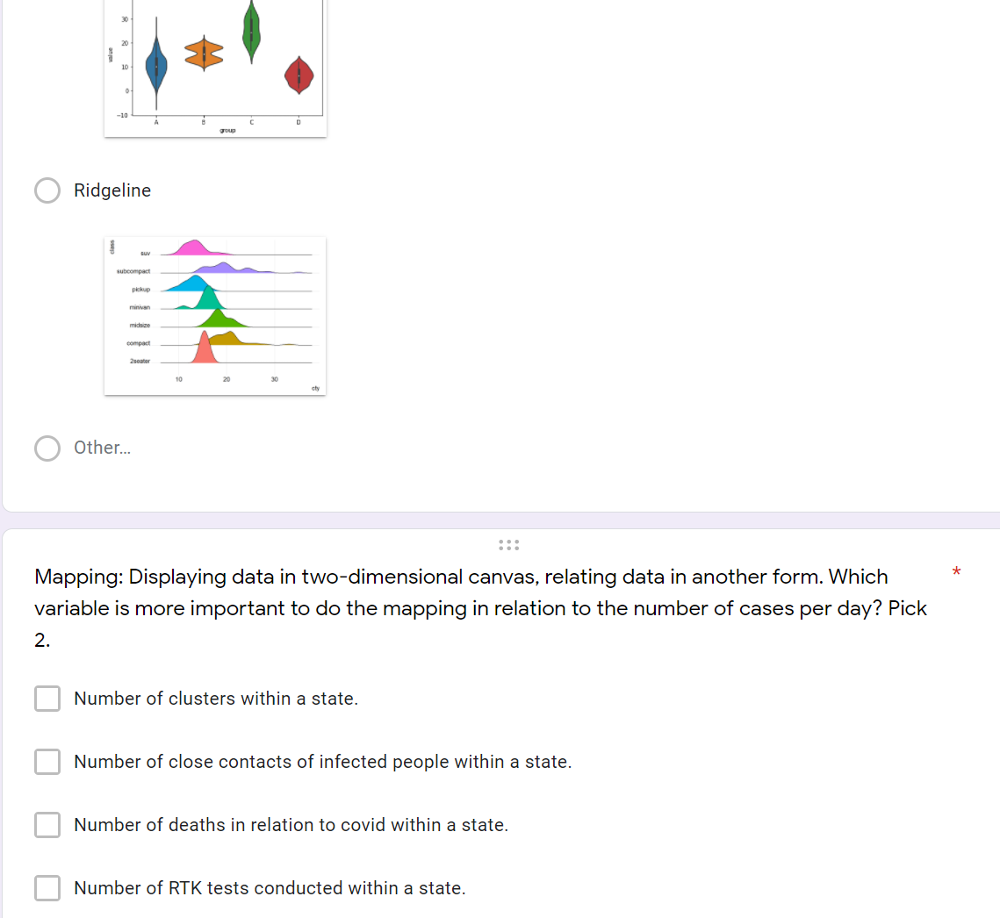 30
20
value
10
0
-10
A B C D
group
Ridgeline
class
suv
subcompact
pickup
minivan
midsize
compact
2seater
10 20 30
cty
Other...
Mapping: Displaying data in two-dimensional canvas, relating data in another form. Which *
variable is more important to do the mapping in relation to the number of cases per day? Pick
2.
Number of clusters within a state.
Number of close contacts of infected people within a state.
Number of deaths in relation to covid within a state.
Number of RTK tests conducted within a state.